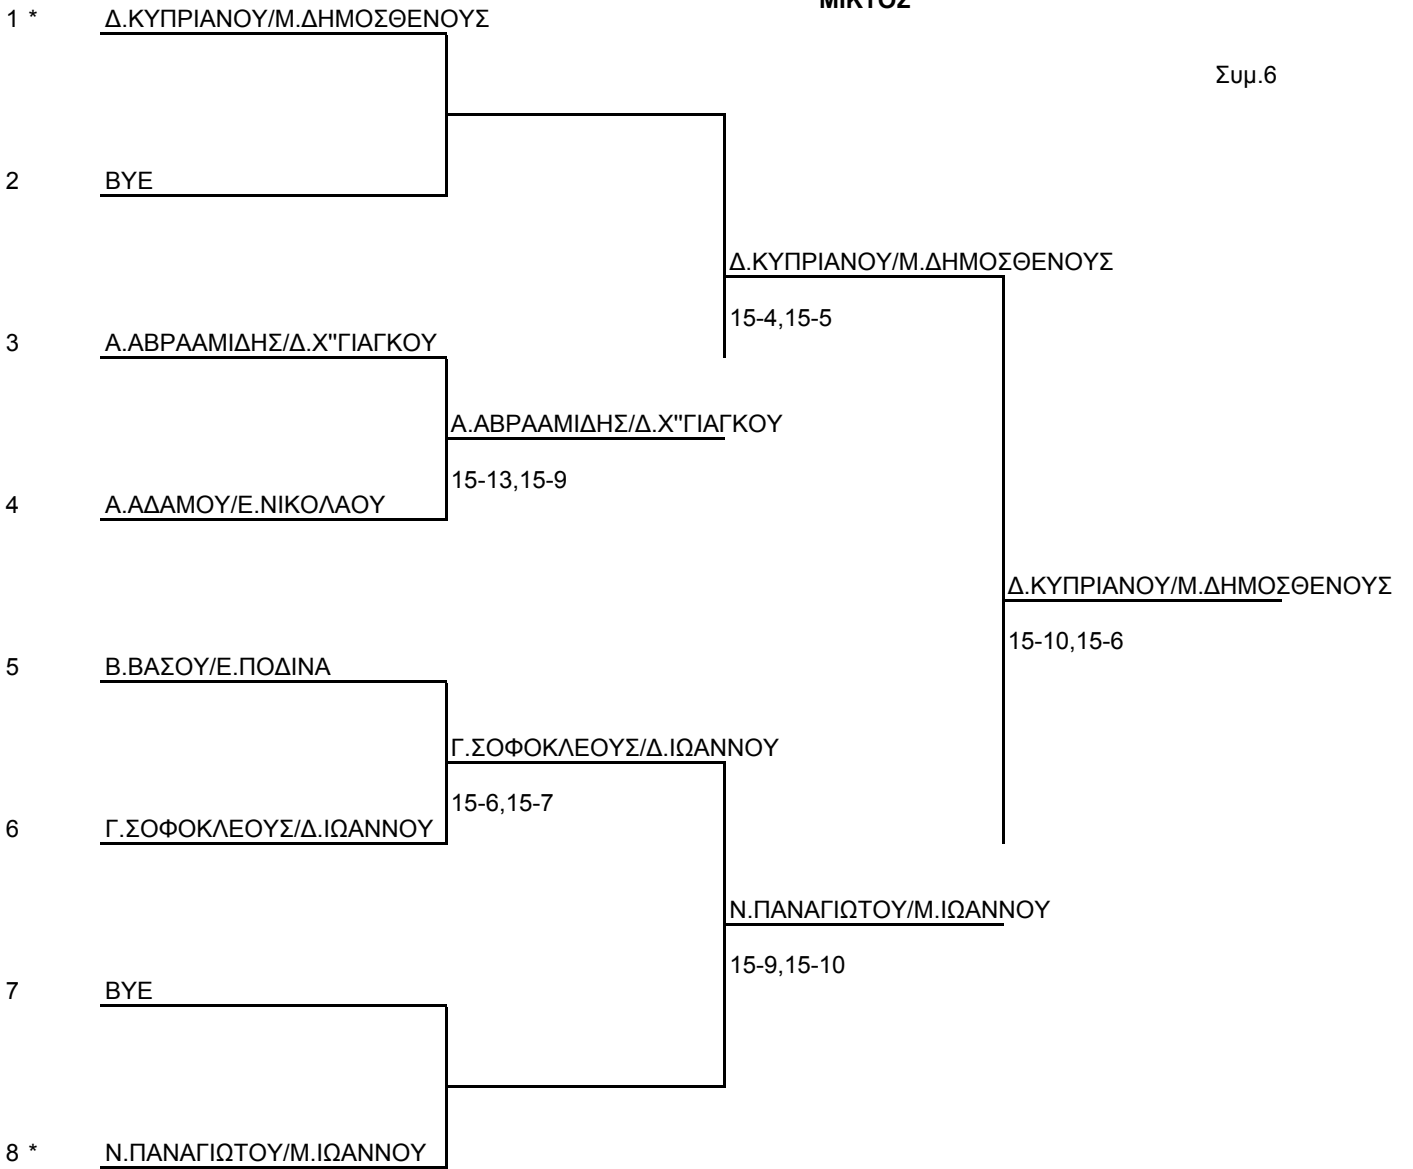 ΜΙΚΤΟΣ
1 * Δ.ΚΥΠΡΙΑΝΟΥ/Μ.ΔΗΜΟΣΘΕΝΟΥΣ
Συμ.6
2 BYE
Δ.ΚΥΠΡΙΑΝΟΥ/Μ.ΔΗΜΟΣΘΕΝΟΥΣ
15-4,15-5
3 Α.ΑΒΡΑΑΜΙΔΗΣ/Δ.Χ"ΓΙΑΓΚΟΥ
Α.ΑΒΡΑΑΜΙΔΗΣ/Δ.Χ"ΓΙΑΓΚΟΥ
15-13,15-9
4 Α.ΑΔΑΜΟΥ/Ε.ΝΙΚΟΛΑΟΥ
Δ.ΚΥΠΡΙΑΝΟΥ/Μ.ΔΗΜΟΣΘΕΝΟΥΣ
15-10,15-6
5 Β.ΒΑΣΟΥ/Ε.ΠΟΔΙΝΑ
Γ.ΣΟΦΟΚΛΕΟΥΣ/Δ.ΙΩΑΝΝΟΥ
15-6,15-7
6 Γ.ΣΟΦΟΚΛΕΟΥΣ/Δ.ΙΩΑΝΝΟΥ
Ν.ΠΑΝΑΓΙΩΤΟΥ/Μ.ΙΩΑΝΝΟΥ
15-9,15-10
7 BYE
8 * Ν.ΠΑΝΑΓΙΩΤΟΥ/Μ.ΙΩΑΝΝΟΥ